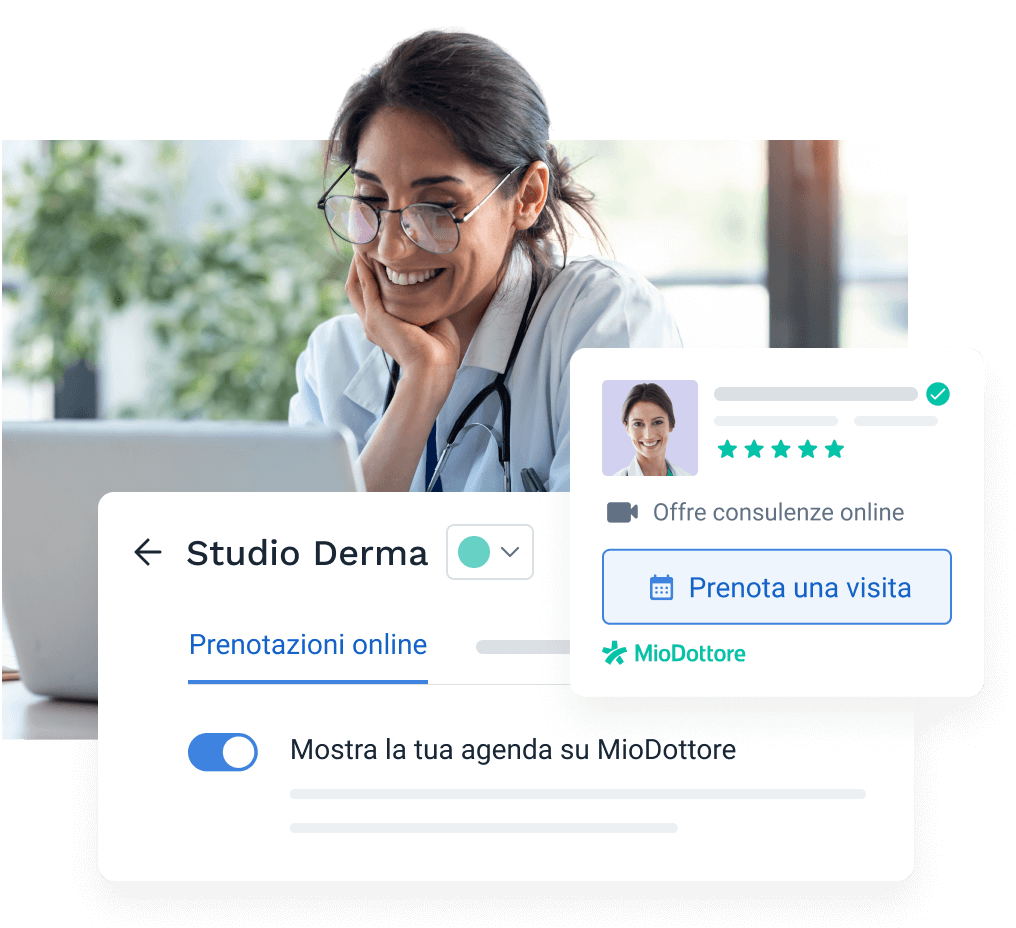 Offre consulenze online
Prenota una visita
MioDottore
Studio Derma
Prenotazioni online
Mostra la tua agenda su MioDottore